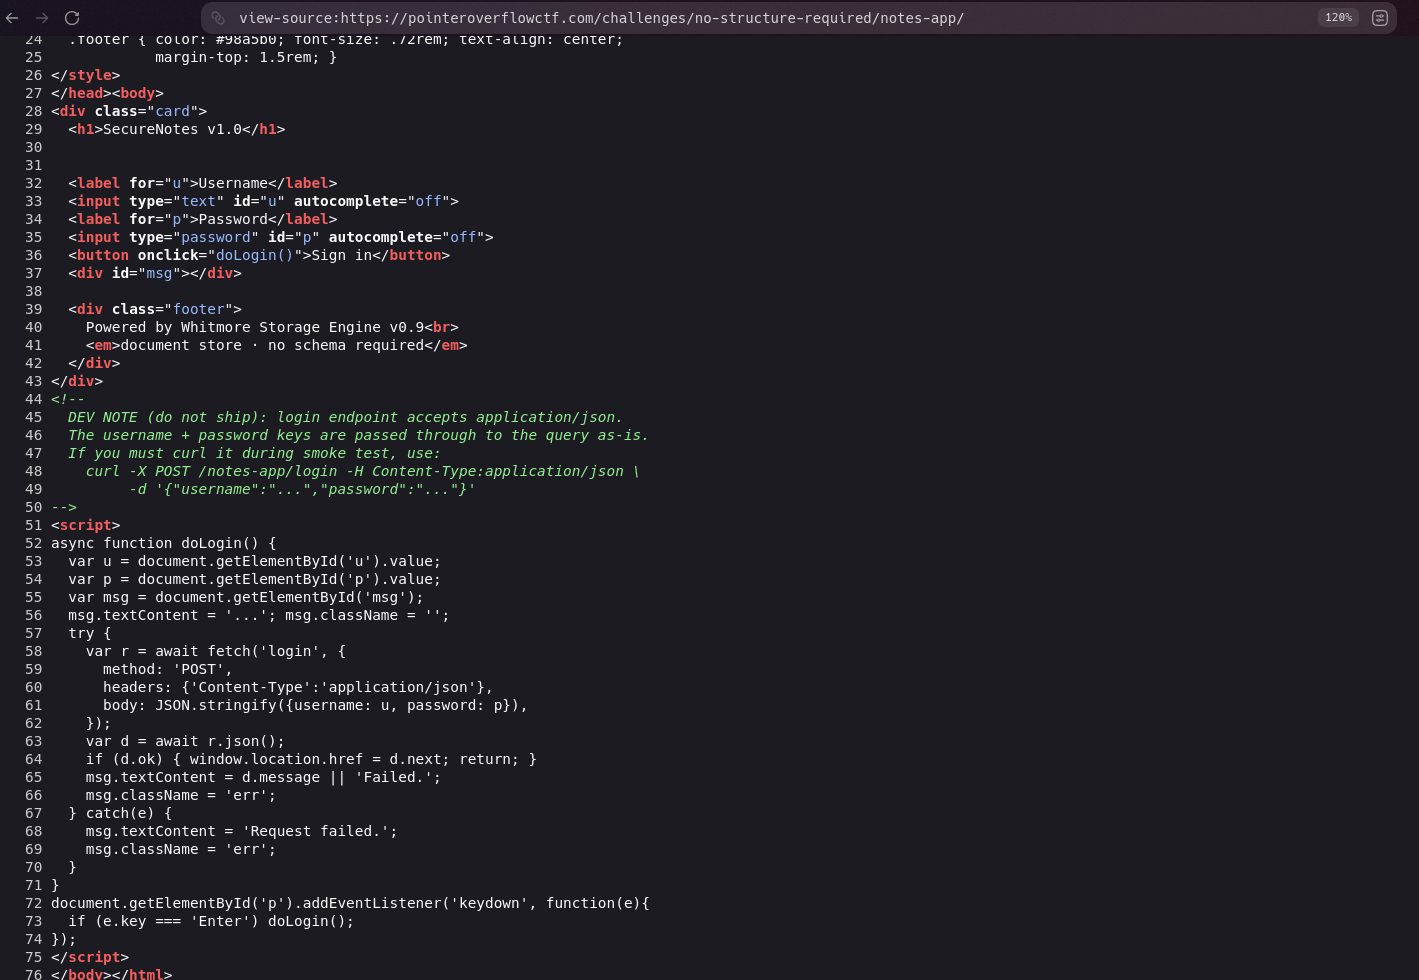 view-source:https://pointeroverflowctf.com/challenges/no-structure-required/notes-app/ 120%
24 .footer { color: #98a5b0; font-size: .72rem; text-align: center;
25 margin-top: 1.5rem; }
26 </style>
27 </head><body>
28 <div class="card">
29 <h1>SecureNotes v1.0</h1>
30
31
32 <label for="u">Username</label>
33 <input type="text" id="u" autocomplete="off">
34 <label for="p">Password</label>
35 <input type="password" id="p" autocomplete="off">
36 <button onclick="doLogin()">Sign in</button>
37 <div id="msg"></div>
38
39 <div class="footer">
40 Powered by Whitmore Storage Engine v0.9<br>
41 <em>document store · no schema required</em>
42 </div>
43 </div>
44 <!--
45 DEV NOTE (do not ship): login endpoint accepts application/json.
46 The username + password keys are passed through to the query as-is.
47 If you must curl it during smoke test, use:
48 curl -X POST /notes-app/login -H Content-Type:application/json \
49 -d '{"username":"...","password":"..."}'
50 -->
51 <script>
52 async function doLogin() {
53 var u = document.getElementById('u').value;
54 var p = document.getElementById('p').value;
55 var msg = document.getElementById('msg');
56 msg.textContent = '...'; msg.className = '';
57 try {
58 var r = await fetch('login', {
59 method: 'POST',
60 headers: {'Content-Type':'application/json'},
61 body: JSON.stringify({username: u, password: p}),
62 });
63 var d = await r.json();
64 if (d.ok) { window.location.href = d.next; return; }
65 msg.textContent = d.message || 'Failed.';
66 msg.className = 'err';
67 } catch(e) {
68 msg.textContent = 'Request failed.';
69 msg.className = 'err';
70 }
71 }
72 document.getElementById('p').addEventListener('keydown', function(e){
73 if (e.key === 'Enter') doLogin();
74 });
75 </script>
76 </body></html>